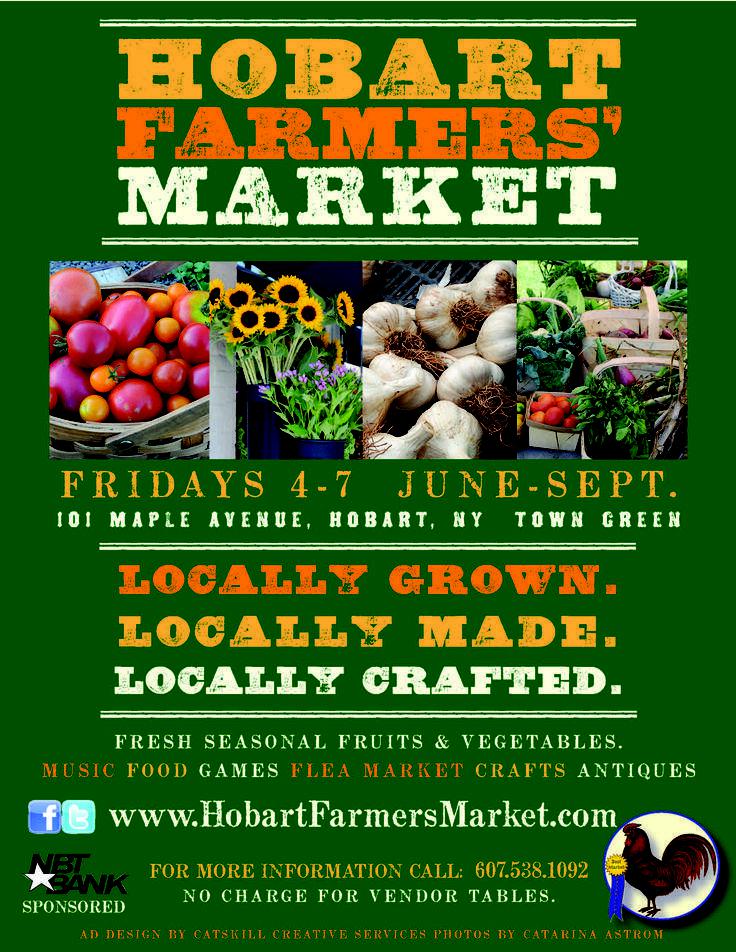 HOBART
FARMERS'
MARKET
FRIDAYS 4-7 JUNE-SEPT.
101 MAPLE AVENUE, HOBART, NY TOWN GREEN
LOCALLY GROWN.
LOCALLY MADE.
LOCALLY CRAFTED.
FRESH SEASONAL FRUITS & VEGETABLES.
MUSIC FOOD GAMES FLEA MARKET CRAFTS ANTIQUES
f t www.HobartFarmersMarket.com
NBT
BANK
SPONSORED
FOR MORE INFORMATION CALL: 607.538.1092
NO CHARGE FOR VENDOR TABLES.
AD DESIGN BY CATSKILL CREATIVE SERVICES PHOTOS BY CATARINA ASTROM